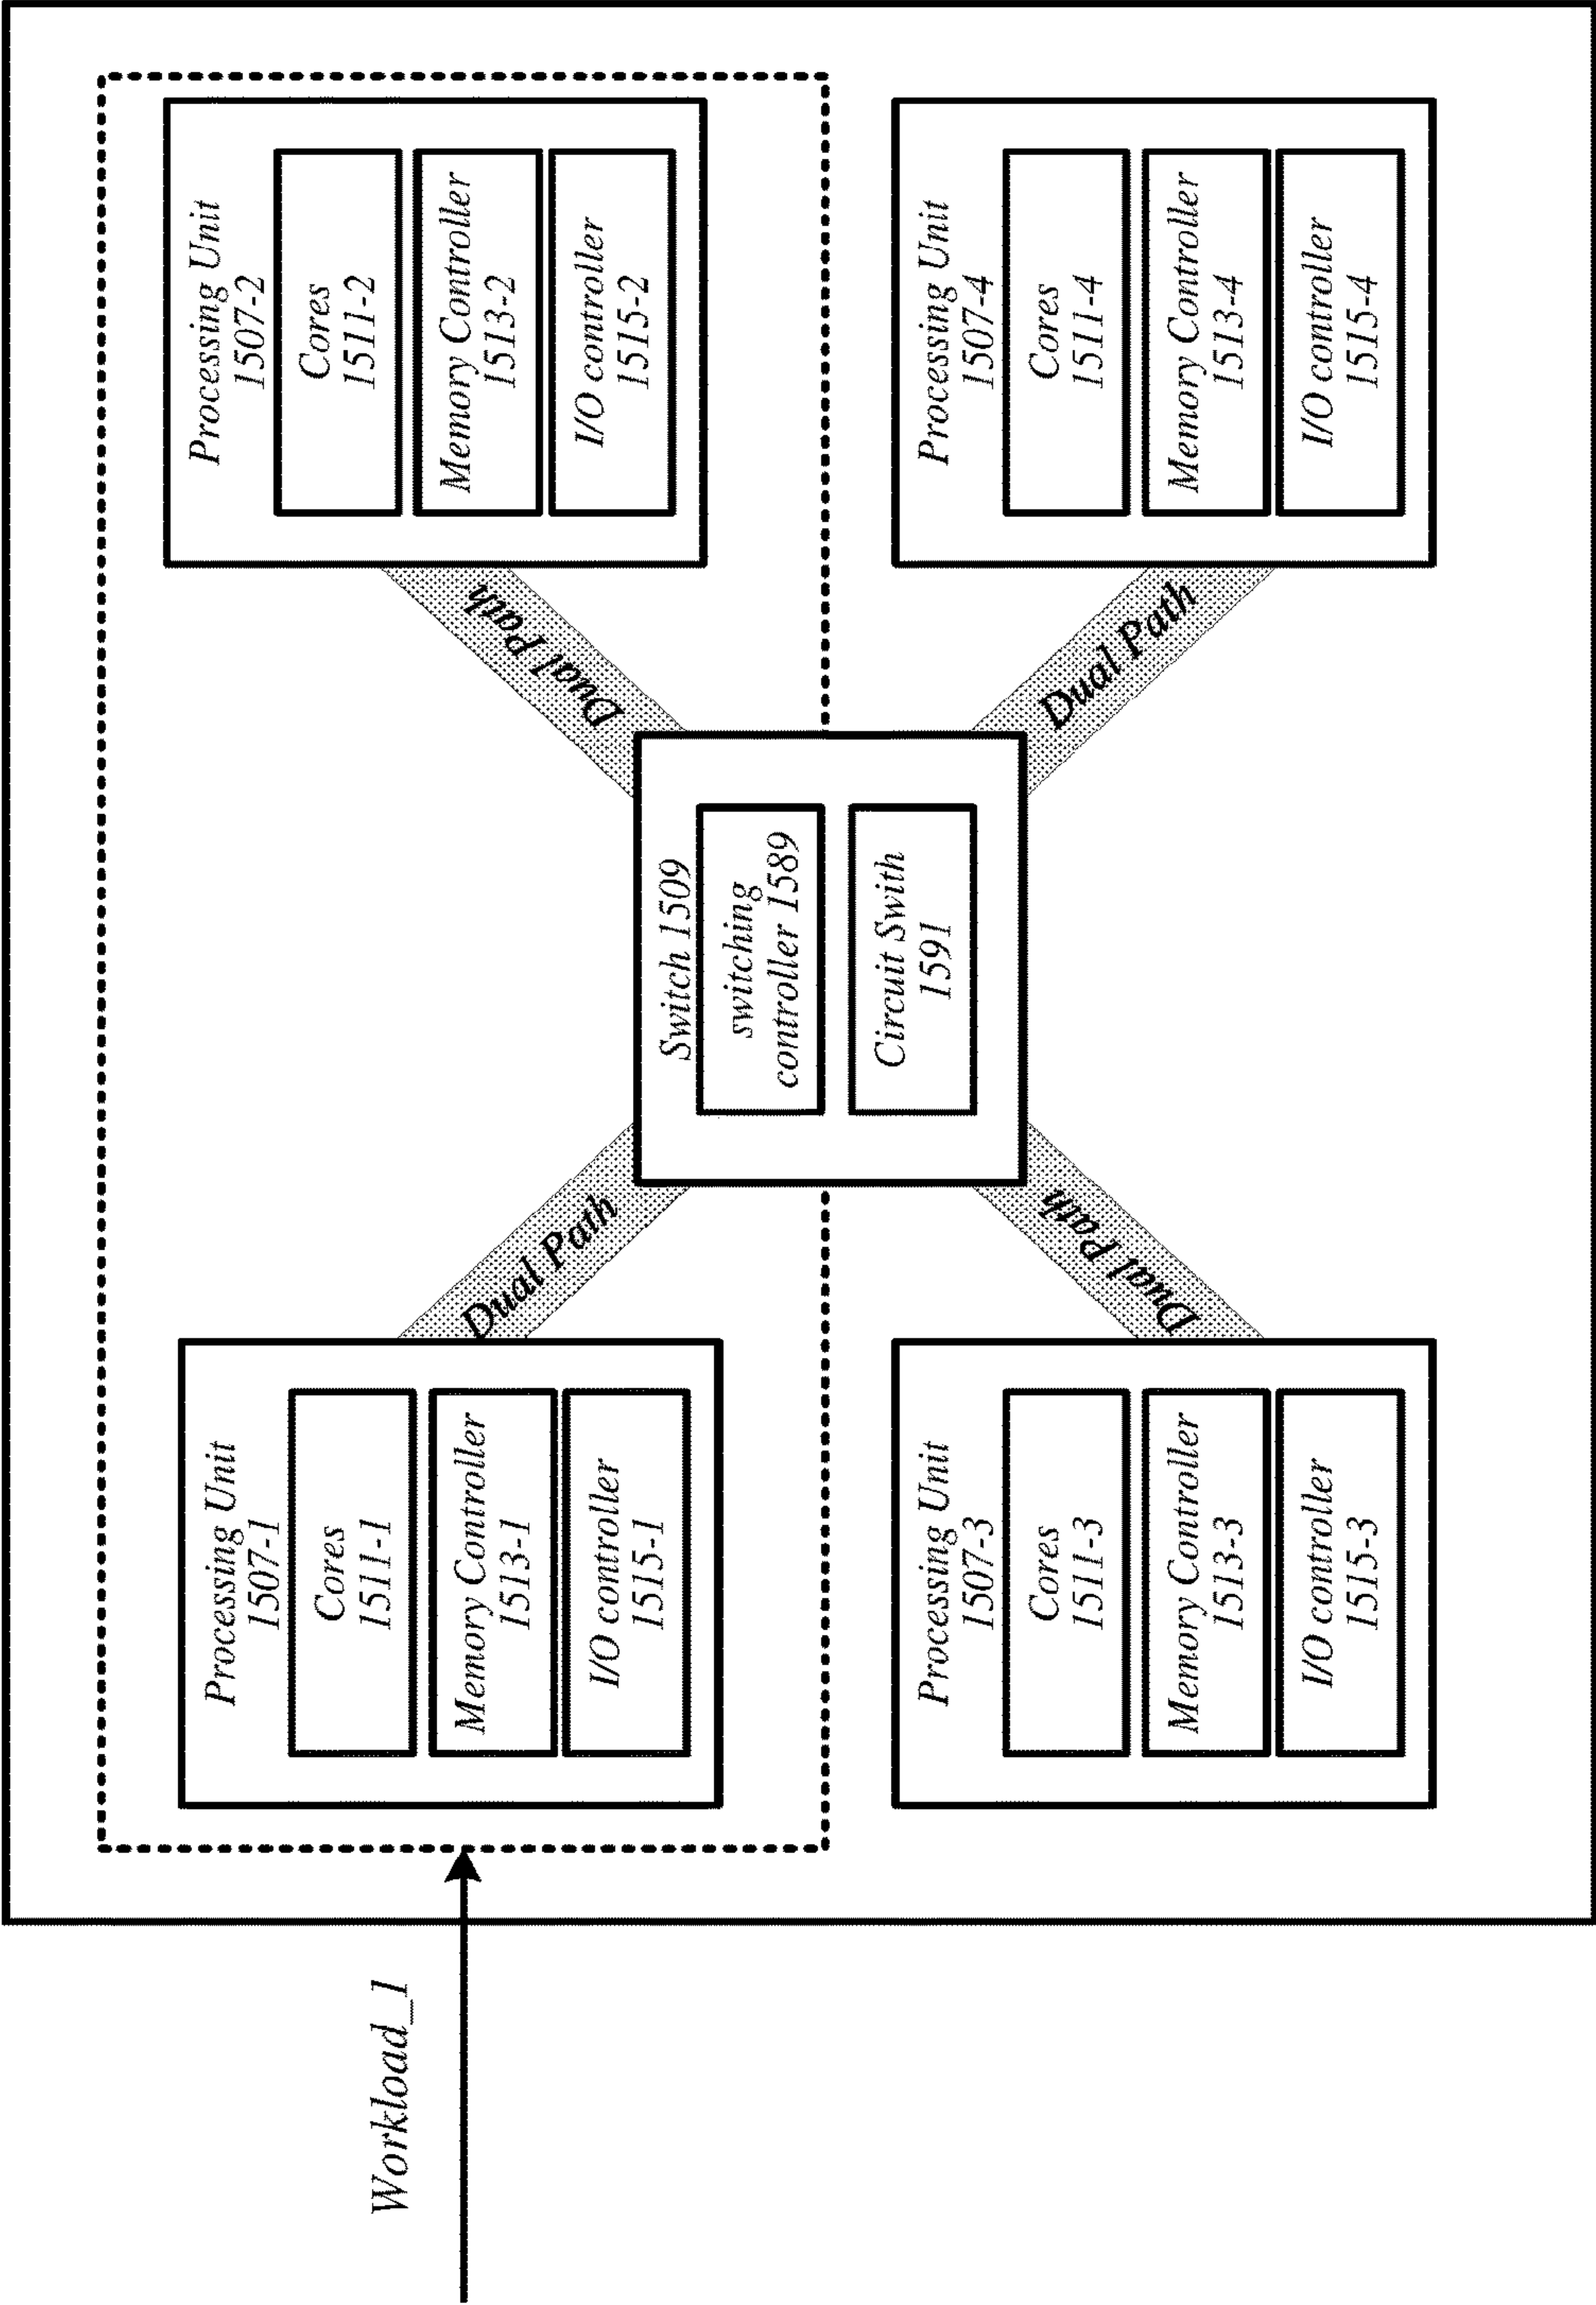 Workload_1
Processing Unit
1507-1
Cores
1511-1
Memory Controller
1513-1
I/O controller
1515-1
Dual Path
Processing Unit
1507-2
Cores
1511-2
Memory Controller
1513-2
I/O controller
1515-2
Dual Path
Switch 1509
switching
controller 1589
Circuit Swith
1591
Processing Unit
1507-3
Cores
1511-3
Memory Controller
1513-3
I/O controller
1515-3
Dual Path
Processing Unit
1507-4
Cores
1511-4
Memory Controller
1513-4
I/O controller
1515-4
Dual Path